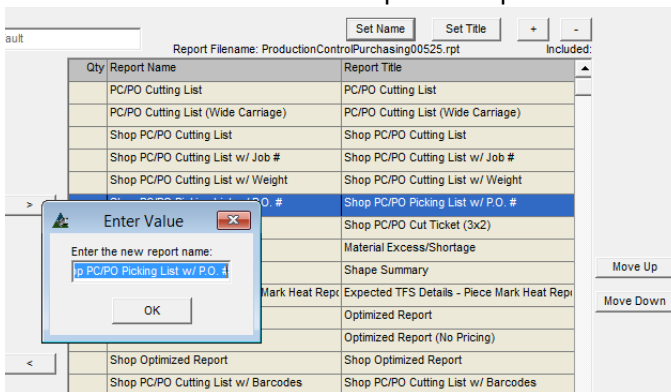 ault
Set Name Set Title + -
Report Filename: ProductionControlPurchasing00525.rpt Included:
Qty Report Name Report Title
PC/PO Cutting List PC/PO Cutting List
PC/PO Cutting List (Wide Carriage) PC/PO Cutting List (Wide Carriage)
Shop PC/PO Cutting List Shop PC/PO Cutting List
Shop PC/PO Cutting List w/ Job # Shop PC/PO Cutting List w/ Job #
Shop PC/PO Cutting List w/ Weight Shop PC/PO Cutting List w/ Weight
> P.O. # Shop PC/PO Picking List w/ P.O. #
Enter Value
Shop PC/PO Cut Ticket (3x2)
Enter the new report name:
Material Excess/Shortage
op PC/PO Picking List w/ P.O. #
Shape Summary
Move Up
Mark Heat Repo Expected TFS Details - Piece Mark Heat Repo
Move Down
OK
Optimized Report
Optimized Report (No Pricing)
< Shop Optimized Report Shop Optimized Report
Shop PC/PO Cutting List w/ Barcodes Shop PC/PO Cutting List w/ Barcodes